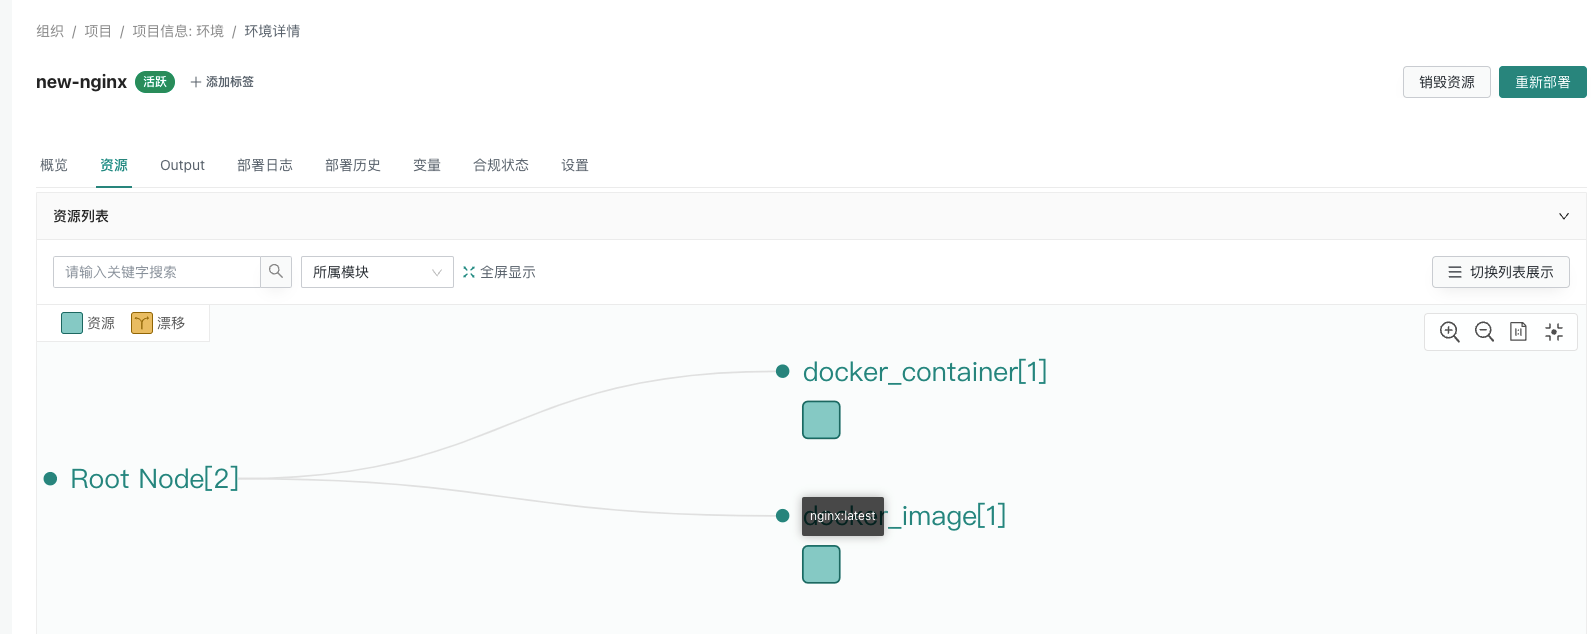 组织 / 项目 / 项目信息: 环境 / 环境详情
new-nginx 活跃 + 添加标签 销毁资源 重新部署
概览 资源 Output 部署日志 部署历史 变量 合规状态 设置
资源列表
请输入关键字搜索 所属模块 全屏显示 切换列表展示
资源 漂移
docker_container[1]
Root Node[2]
nginx:latest
docker_image[1]